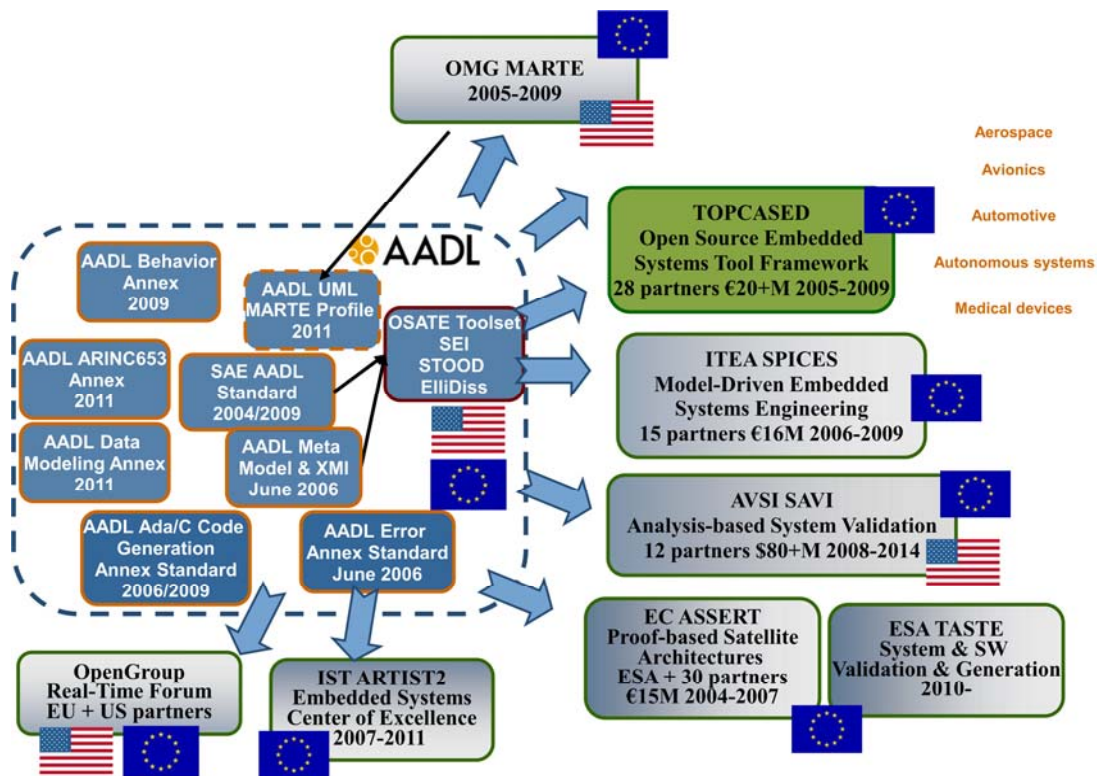 OMG MARTE
2005-2009
Aerospace
Avionics
Automotive
Autonomous systems
Medical devices
TOPCASED
Open Source Embedded
Systems Tool Framework
28 partners €20+M 2005-2009
AADL
AADL Behavior
Annex
2009
AADL UML
MARTE Profile
2011
OSATE Toolset
SEI
STOOD
ElliDiss
AADL ARINC653
Annex
2011
SAE AADL
Standard
2004/2009
ITEA SPICES
Model-Driven Embedded
Systems Engineering
15 partners €16M 2006-2009
AADL Data
Modeling Annex
2011
AADL Meta
Model & XMI
June 2006
AVSI SAVI
Analysis-based System Validation
12 partners $80+M 2008-2014
AADL Ada/C Code
Generation
Annex Standard
2006/2009
AADL Error
Annex Standard
June 2006
EC ASSERT
Proof-based Satellite
Architectures
ESA + 30 partners
€15M 2004-2007
ESA TASTE
System & SW
Validation & Generation
2010-
OpenGroup
Real-Time Forum
EU + US partners
IST ARTIST2
Embedded Systems
Center of Excellence
2007-2011